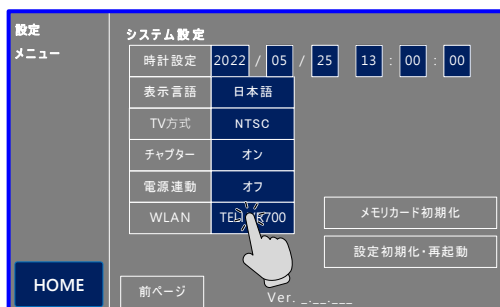 設定
メニュー
システム設定
時計設定 2022 / 05 / 25 13 : 00 : 00
表示言語 日本語
TV方式 NTSC
チャプター オン
電源連動 オフ
WLAN
メモリカード初期化
設定初期化・再起動
HOME
前ページ
Ver. _.__.___